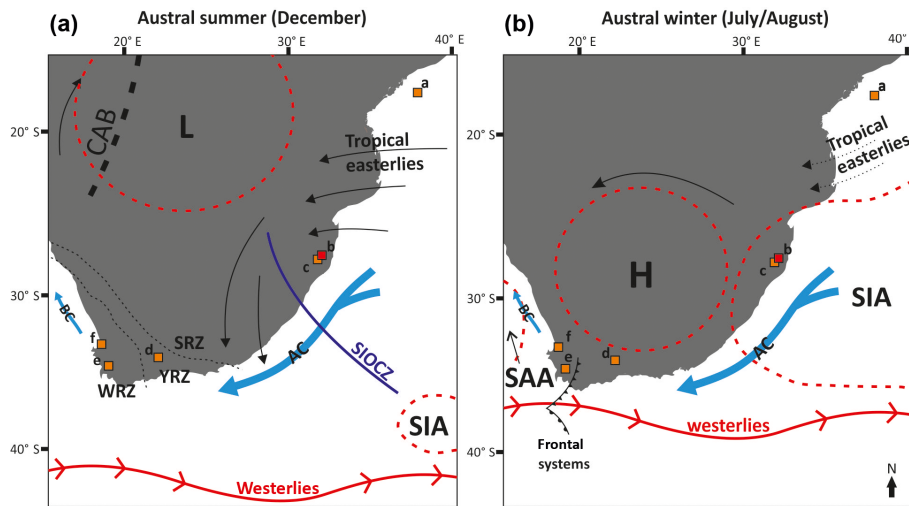 (a)
Austral summer (December)
20° E
30° E
40° E
20° S
30° S
40° S
CAB
L
a
Tropical
easterlies
b
c
BC
f
e
d
SRZ
YRZ
WRZ
AC
SIOCZ
SIA
Westerlies
(b)
Austral winter (July/August)
20° E
30° E
40° E
20° S
30° S
40° S
a
Tropical
easterlies
H
b
c
SIA
BC
f
e
d
AC
SAA
westerlies
Frontal
systems
N